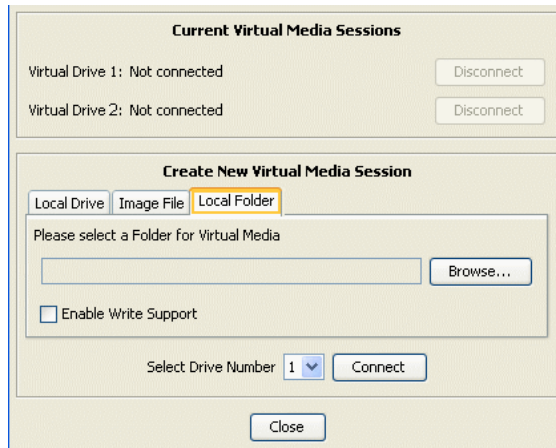 Current Virtual Media Sessions
Virtual Drive 1: Not connected Disconnect
Virtual Drive 2: Not connected Disconnect
Create New Virtual Media Session
Local Drive Image File Local Folder
Please select a Folder for Virtual Media
Browse...
Enable Write Support
Select Drive Number 1 Connect
Close